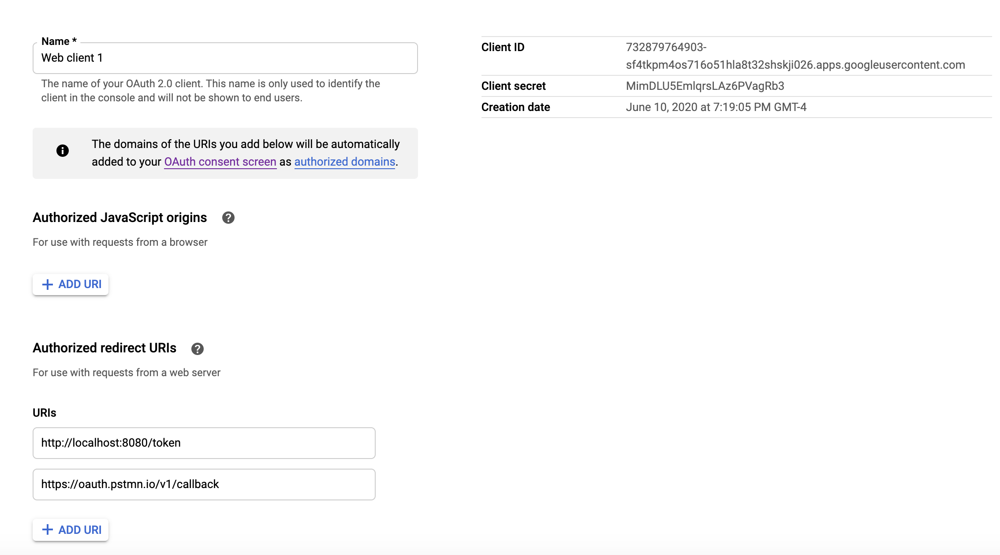 Name *
Web client 1
The name of your OAuth 2.0 client. This name is only used to identify the
client in the console and will not be shown to end users.
The domains of the URIs you add below will be automatically
added to your OAuth consent screen as authorized domains.
Authorized JavaScript origins
For use with requests from a browser
ADD URI
Authorized redirect URIs
For use with requests from a web server
URIs
http://localhost:8080/token
https://oauth.pstmn.io/v1/callback
ADD URI
Client ID
732879764903-
sf4tkpm4os716o51hla8t32shskji026.apps.googleusercontent.com
Client secret
MimDLU5EmlqrsLAz6PVagRb3
Creation date
June 10, 2020 at 7:19:05 PM GMT-4